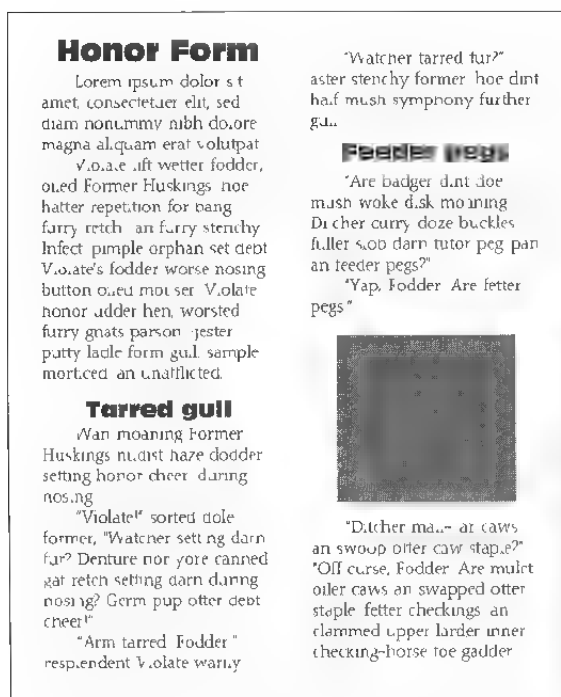 Honor Form
Lorem ipsum dolor sit
amet, consectetuer elit, sed
diam nonummy nibh dolore
magna aliquam erat volutpat
Violate lift wetter fodder,
oiled Former Huskings hoe
hatter repetition for bang
furry retch an furry stenchy
Infect pimple orphan set debt
Violate's fodder worse nosing
button oiled mouser Violate
honor udder hen, worsted
furry gnats parson jester
putty ladle form gull sample
morticed an unafflicted.
Tarred gull
Wan moaning Former
Huskings nudist haze dodder
setting honor cheer during
nosing
"Violate!" sorted dole
former, "Watcher setting darn
fur? Denture nor yore canned
gat retch setting darn during
nosing? Germ pup otter debt
cheer!"
"Arm tarred Fodder"
resplendent Violate warily
"Watcher tarred fur?"
aster stenchy former hoe dint
half mush symphony further
gull
Feeder pegs
"Are badger dint doe
mush woke disk moaning
Ditcher curry doze buckles
fuller slob darn tutor peg pan
an feeder pegs?"
"Yap, Fodder Are fetter
pegs"
"Ditcher mail-ar caws
an swoop otter caw staple?"
"Off curse, Fodder Are mulct
oiler caws an swapped otter
staple fetter checkings an
clammed upper larder inner
checking-horse toe gadder